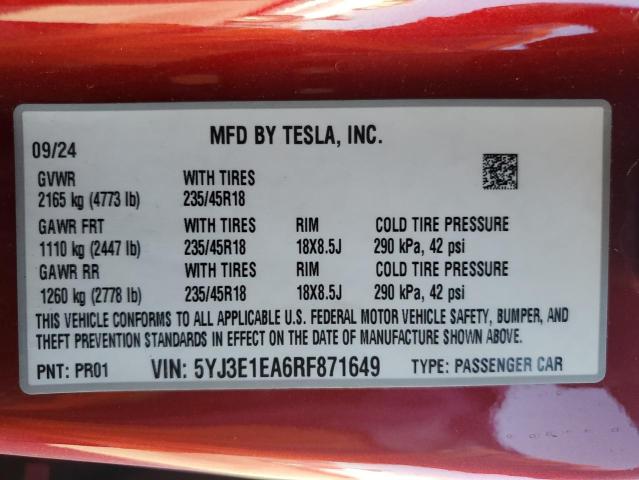 MFD BY TESLA, INC.
09/24
GVWR WITH TIRES
2165 kg (4773 lb) 235/45R18
GAWR FRT WITH TIRES RIM COLD TIRE PRESSURE
1110 kg (2447 lb) 235/45R18 18X8.5J 290 kPa, 42 psi
GAWR RR WITH TIRES RIM COLD TIRE PRESSURE
1260 kg (2778 lb) 235/45R18 18X8.5J 290 kPa, 42 psi
THIS VEHICLE CONFORMS TO ALL APPLICABLE U.S. FEDERAL MOTOR VEHICLE SAFETY, BUMPER, AND
THEFT PREVENTION STANDARDS IN EFFECT ON THE DATE OF MANUFACTURE SHOWN ABOVE.
PNT: PR01 VIN: 5YJ3E1EA6RF871649 TYPE: PASSENGER CAR